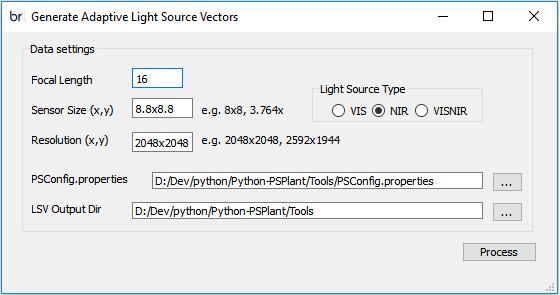 brl Generate Adaptive Light Source Vectors
Data settings
Focal Length 16
Light Source Type
Sensor Size (x,y) 8.8x8.8 e.g. 8x8, 3.764x
VIS NIR VISNIR
Resolution (x,y) 2048x2048 e.g. 2048x2048, 2592x1944
PSConfig.properties D:/Dev/python/Python-PSPlant/Tools/PSConfig.properties ...
LSV Output Dir D:/Dev/python/Python-PSPlant/Tools ...
Process